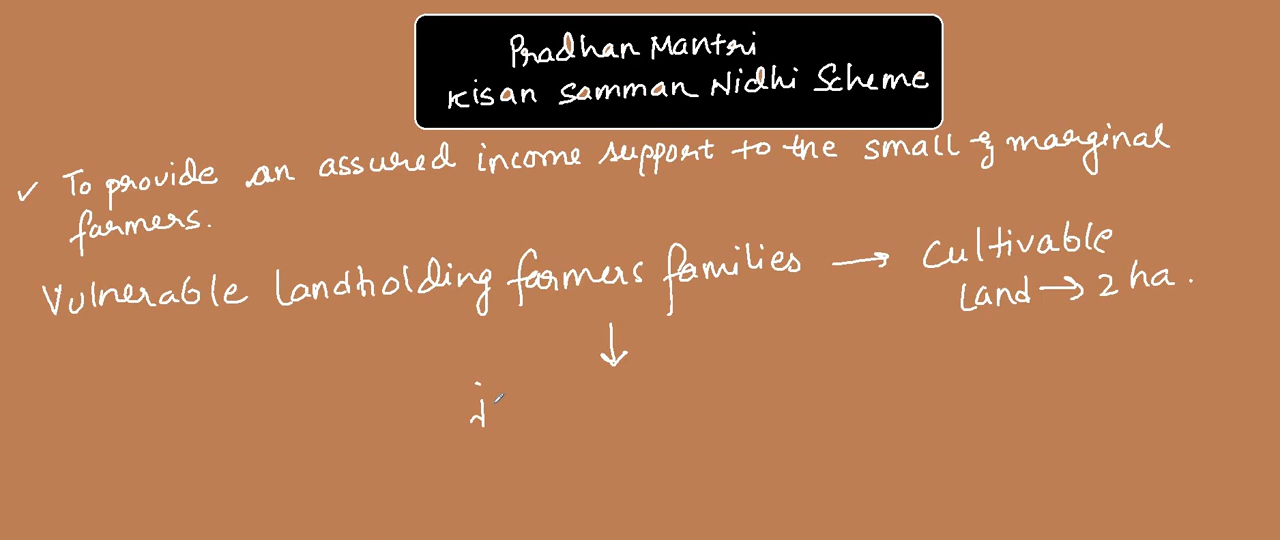 Pradhan Mantri
Kisan Samman Nidhi Scheme
✓ To provide an assured income support to the small & marginal
farmers.
Vulnerable landholding farmers families → Cultivable
land → 2 ha.
↓